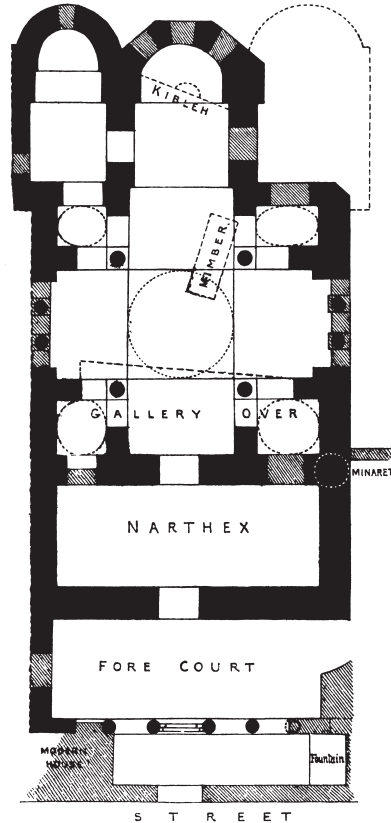 KIBLEH
MIMBER
GALLERY OVER
MINARET
NARTHEX
FORE COURT
MODERN
HOUSE
Fountain
STREET